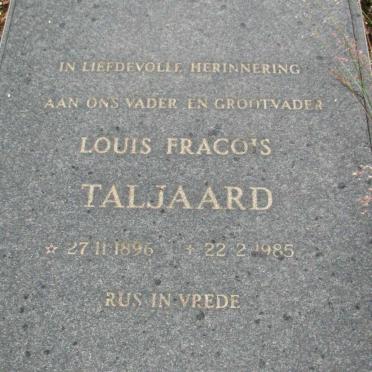 IN LIEFDEVOLLE HERINNERING
AAN ONS VADER EN GROOTVADER
LOUIS FRACOIS
TALJAARD
☆ 27 11 1896 + 22 2 1985
RUS IN VREDE